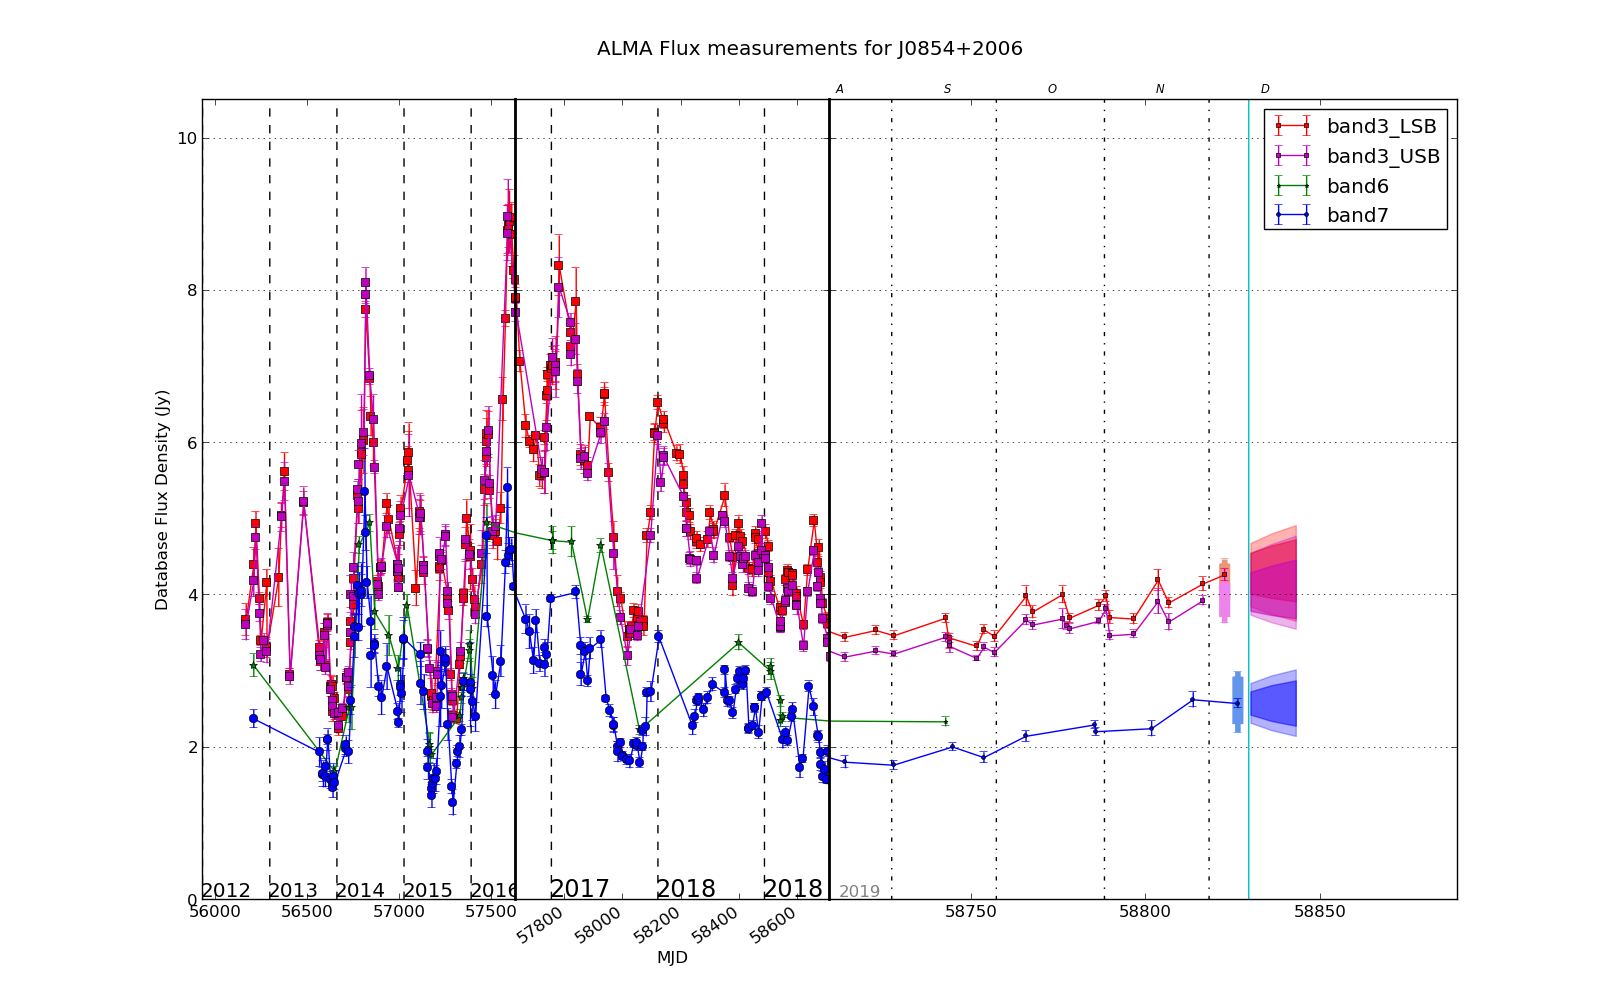 ALMA Flux measurements for J0854+2006
A S O N D
band3_LSB
band3_USB
band6
band7
10
8
6
4
2
0
Database Flux Density (Jy)
2012 2013 2014 2015 2016 2017 2018 2018 2019
56000 56500 57000 57500 57800 58000 58200 58400 58600 58750 58800 58850
MJD